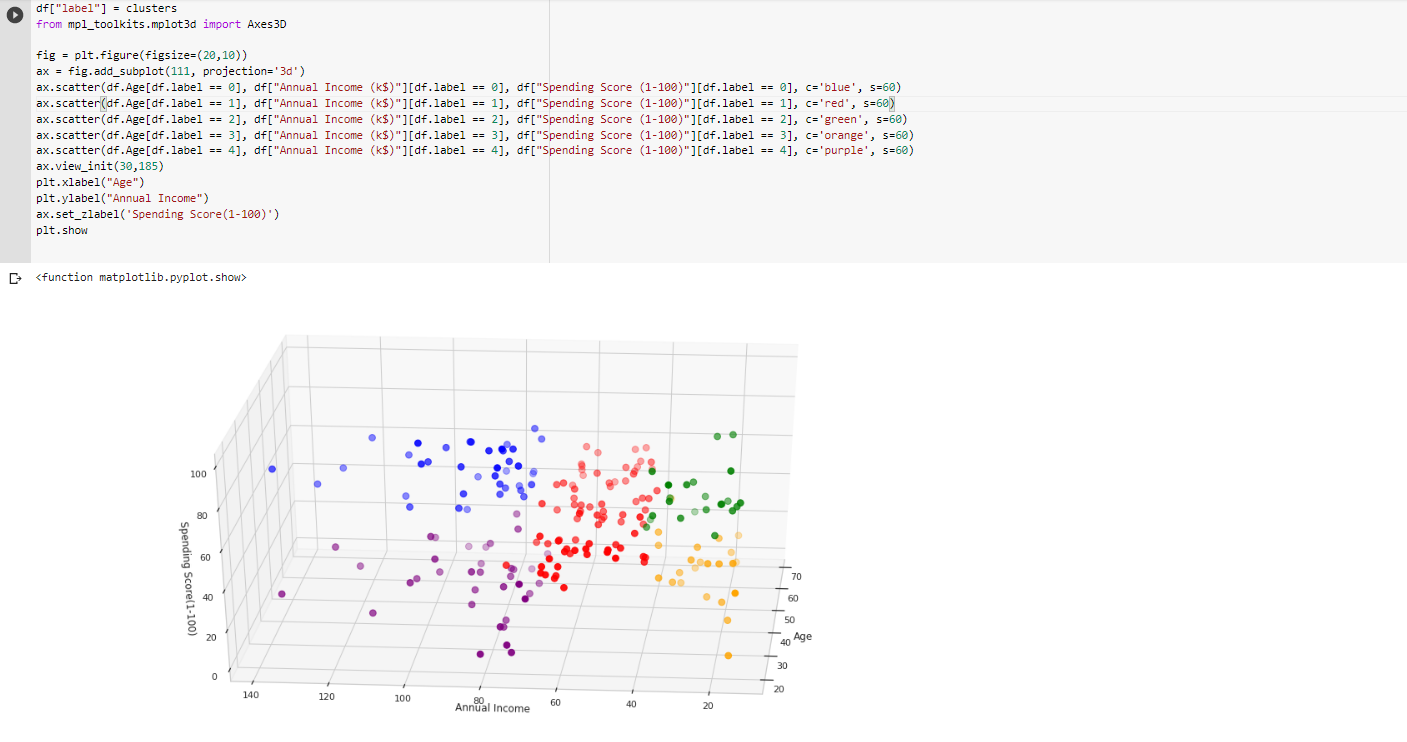 df["label"] = clusters
from mpl_toolkits.mplot3d import Axes3D
fig = plt.figure(figsize=(20,10))
ax = fig.add_subplot(111, projection='3d')
ax.scatter(df.Age[df.label == 0], df["Annual Income (k$)"][df.label == 0], df["Spending Score (1-100)"][df.label == 0], c='blue', s=60)
ax.scatter(df.Age[df.label == 1], df["Annual Income (k$)"][df.label == 1], df["Spending Score (1-100)"][df.label == 1], c='red', s=60)
ax.scatter(df.Age[df.label == 2], df["Annual Income (k$)"][df.label == 2], df["Spending Score (1-100)"][df.label == 2], c='green', s=60)
ax.scatter(df.Age[df.label == 3], df["Annual Income (k$)"][df.label == 3], df["Spending Score (1-100)"][df.label == 3], c='orange', s=60)
ax.scatter(df.Age[df.label == 4], df["Annual Income (k$)"][df.label == 4], df["Spending Score (1-100)"][df.label == 4], c='purple', s=60)
ax.view_init(30,185)
plt.xlabel("Age")
plt.ylabel("Annual Income")
ax.set_zlabel('Spending Score(1-100)')
plt.show
<function matplotlib.pyplot.show>
100
80
60
40
20
0
Spending Score(1-100)
140
120
100
80
60
40
20
Annual Income
70
60
50
40
30
20
Age